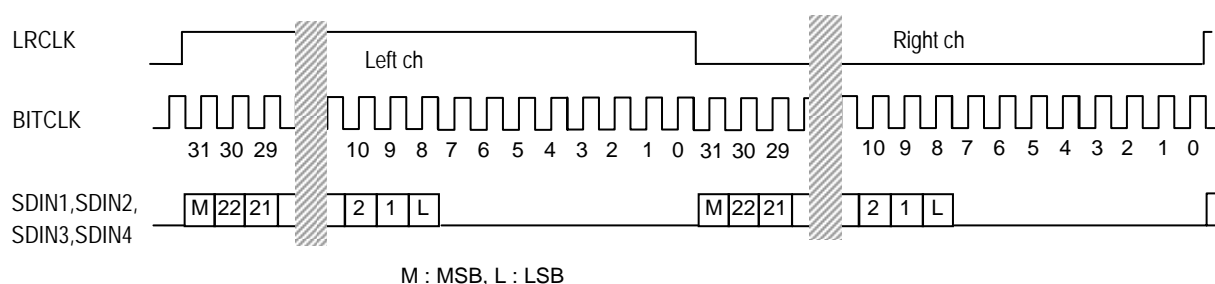 LRCLK
Left ch
Right ch
BITCLK
31 30 29 10 9 8 7 6 5 4 3 2 1 0 31 30 29 10 9 8 7 6 5 4 3 2 1 0
SDIN1,SDIN2,
SDIN3,SDIN4
M 22 21 2 1 L M 22 21 2 1 L
M : MSB, L : LSB